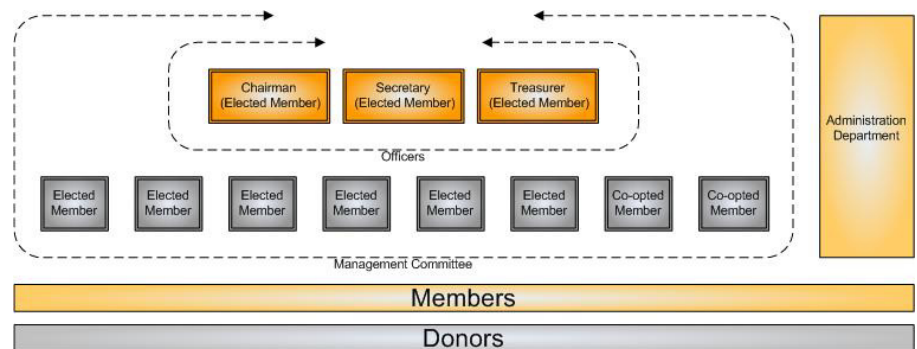 Chairman
(Elected Member)
Secretary
(Elected Member)
Treasurer
(Elected Member)
Administration
Department
Officers
Elected
Member
Elected
Member
Elected
Member
Elected
Member
Elected
Member
Elected
Member
Co-opted
Member
Co-opted
Member
Management Committee
Members
Donors